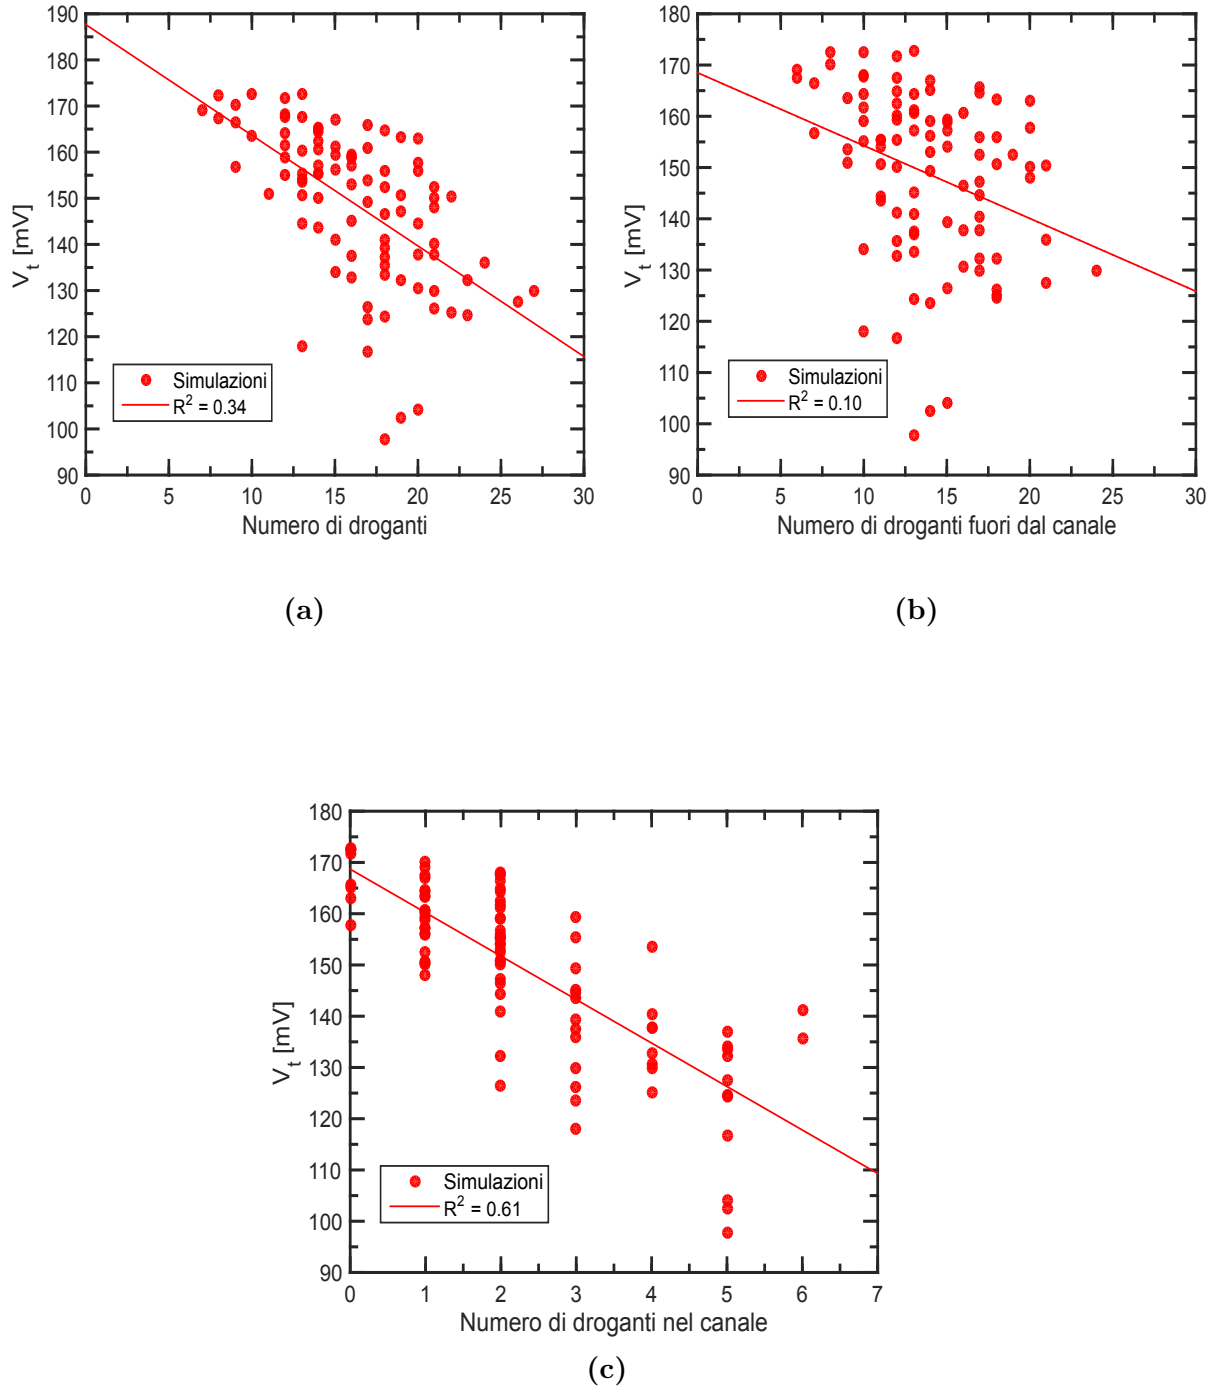 190
180
170
160
150
140
130
120
110
100
90
V_t [mV]
Simulazioni
R^2 = 0.34
0 5 10 15 20 25 30
Numero di droganti
(a)
180
170
160
150
140
130
120
110
100
90
V_t [mV]
Simulazioni
R^2 = 0.10
0 5 10 15 20 25 30
Numero di droganti fuori dal canale
(b)
180
170
160
150
140
130
120
110
100
90
V_t [mV]
Simulazioni
R^2 = 0.61
0 1 2 3 4 5 6 7
Numero di droganti nel canale
(c)